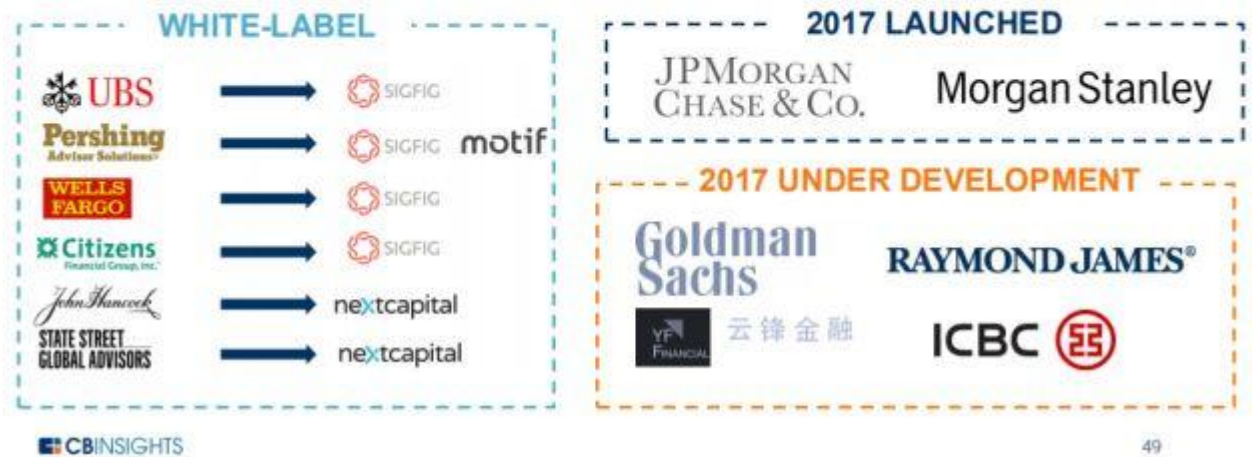 WHITE-LABEL
UBS
SIGFIG
Pershing
Advisor Solutions
SIGFIG motif
WELLS
FARGO
SIGFIG
Citizens
Financial Group, Inc.
SIGFIG
John Hancock
nextcapital
STATE STREET
GLOBAL ADVISORS
nextcapital
2017 LAUNCHED
JPMORGAN
CHASE & CO.
Morgan Stanley
2017 UNDER DEVELOPMENT
Goldman
Sachs
RAYMOND JAMES®
YF
FINANCIAL
云锋金融
ICBC
CBINSIGHTS
49